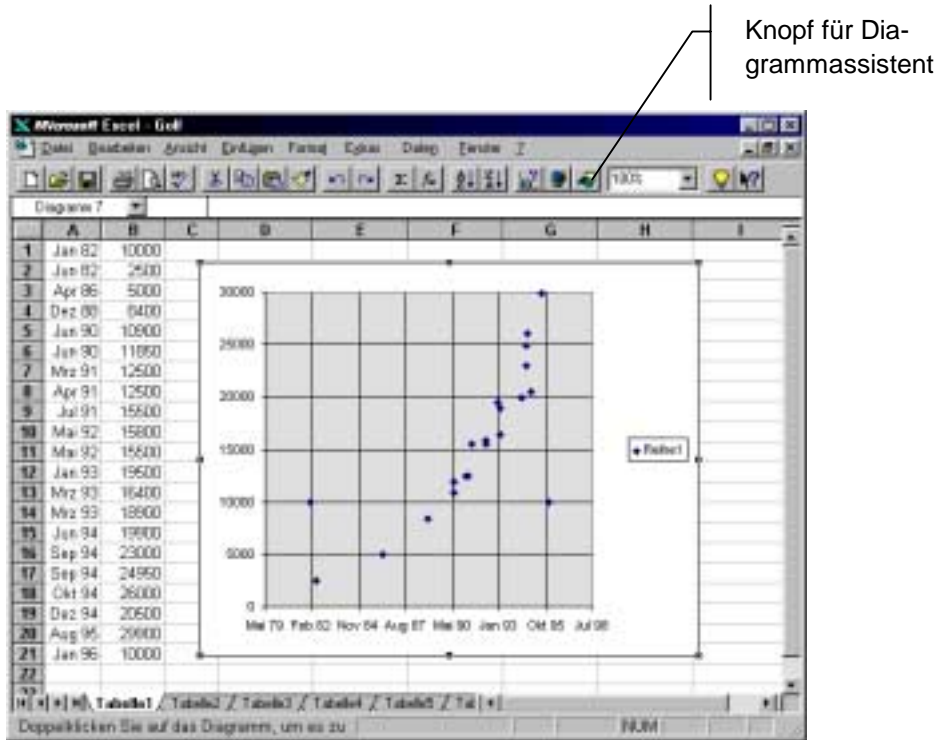 Knopf für Dia-
grammassistent
Microsoft Excel - Goll
Datei Bearbeiten Ansicht Einfügen Format Extras Daten Fenster ?
100%
Diagramm 7
A B C D E F G H I
1 Jan 82 10000
2 Jun 82 2500
3 Apr 86 5000
4 Dez 88 8400
5 Jun 90 10900
6 Jun 90 11950
7 Mrz 91 12500
8 Apr 91 12500
9 Jul 91 15500
10 Mai 92 15800
11 Mai 92 15500
12 Jan 93 19500
13 Mrz 93 16400
14 Mrz 93 18900
15 Jun 94 19900
16 Sep 94 23000
17 Sep 94 24950
18 Okt 94 26000
19 Dez 94 20500
20 Aug 95 29900
21 Jan 96 10000
22
30000
25000
20000
15000
10000
5000
0
Mai 79 Feb 82 Nov 84 Aug 87 Mai 90 Jan 93 Okt 95 Jul 98
Reihe1
Tabelle1 / Tabelle2 / Tabelle3 / Tabelle4 / Tabelle5 / Tal
Doppelklicken Sie auf das Diagramm, um es zu
NUM